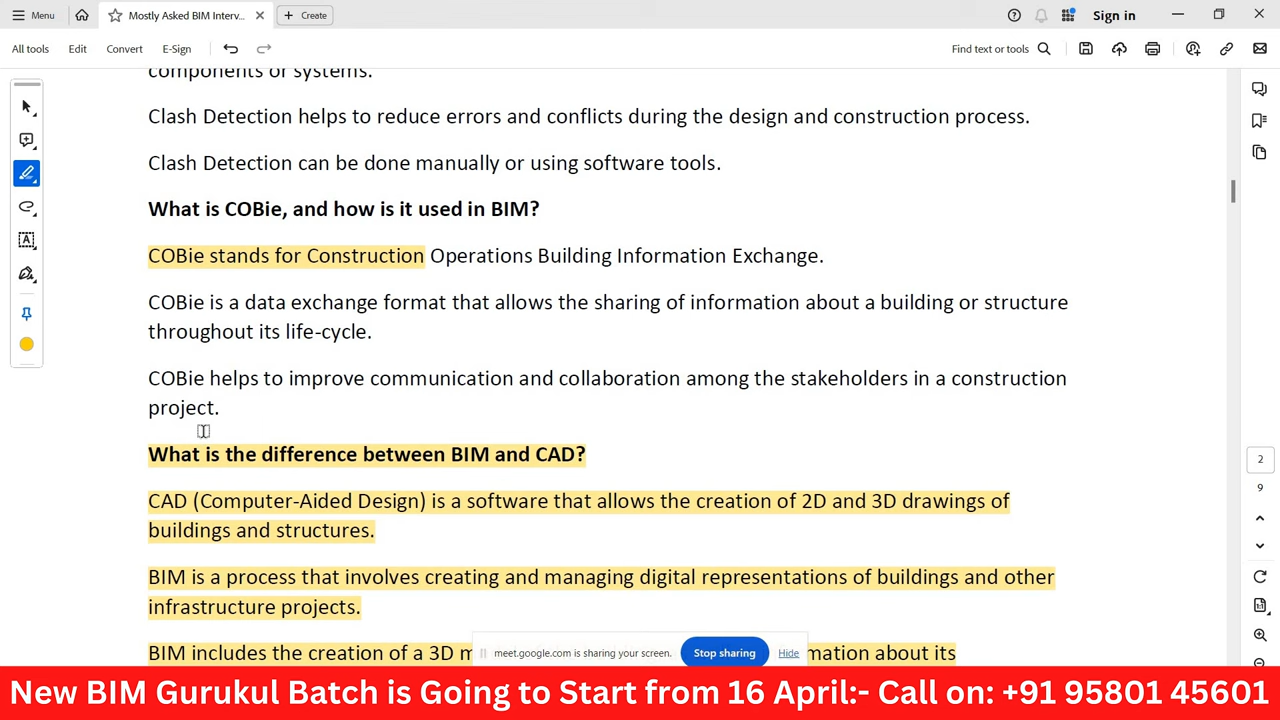 Menu
Mostly Asked BIM Interv...
Create
Sign in
All tools
Edit
Convert
E-Sign
Find text or tools
components or systems.
Clash Detection helps to reduce errors and conflicts during the design and construction process.
Clash Detection can be done manually or using software tools.
What is COBie, and how is it used in BIM?
COBie stands for Construction Operations Building Information Exchange.
COBie is a data exchange format that allows the sharing of information about a building or structure
throughout its life-cycle.
COBie helps to improve communication and collaboration among the stakeholders in a construction
project.
What is the difference between BIM and CAD?
2
CAD (Computer-Aided Design) is a software that allows the creation of 2D and 3D drawings of
9
buildings and structures.
BIM is a process that involves creating and managing digital representations of buildings and other
infrastructure projects.
BIM includes the creation of a 3D m
meet.google.com is sharing your screen.
Stop sharing
Hide
mation about its
New BIM Gurukul Batch is Going to Start from 16 April:- Call on: +91 95801 45601